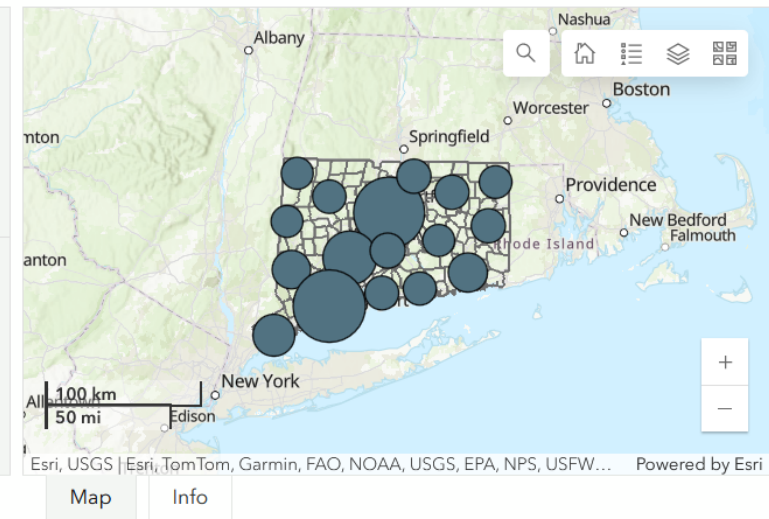 Nashua
Albany
Boston
Worcester
Springfield
Providence
New Bedford
Falmouth
Rhode Island
anton
New York
100 km
50 mi
Edison
Esri, USGS | Esri, TomTom, Garmin, FAO, NOAA, USGS, EPA, NPS, USFW...
Powered by Esri
Map
Info